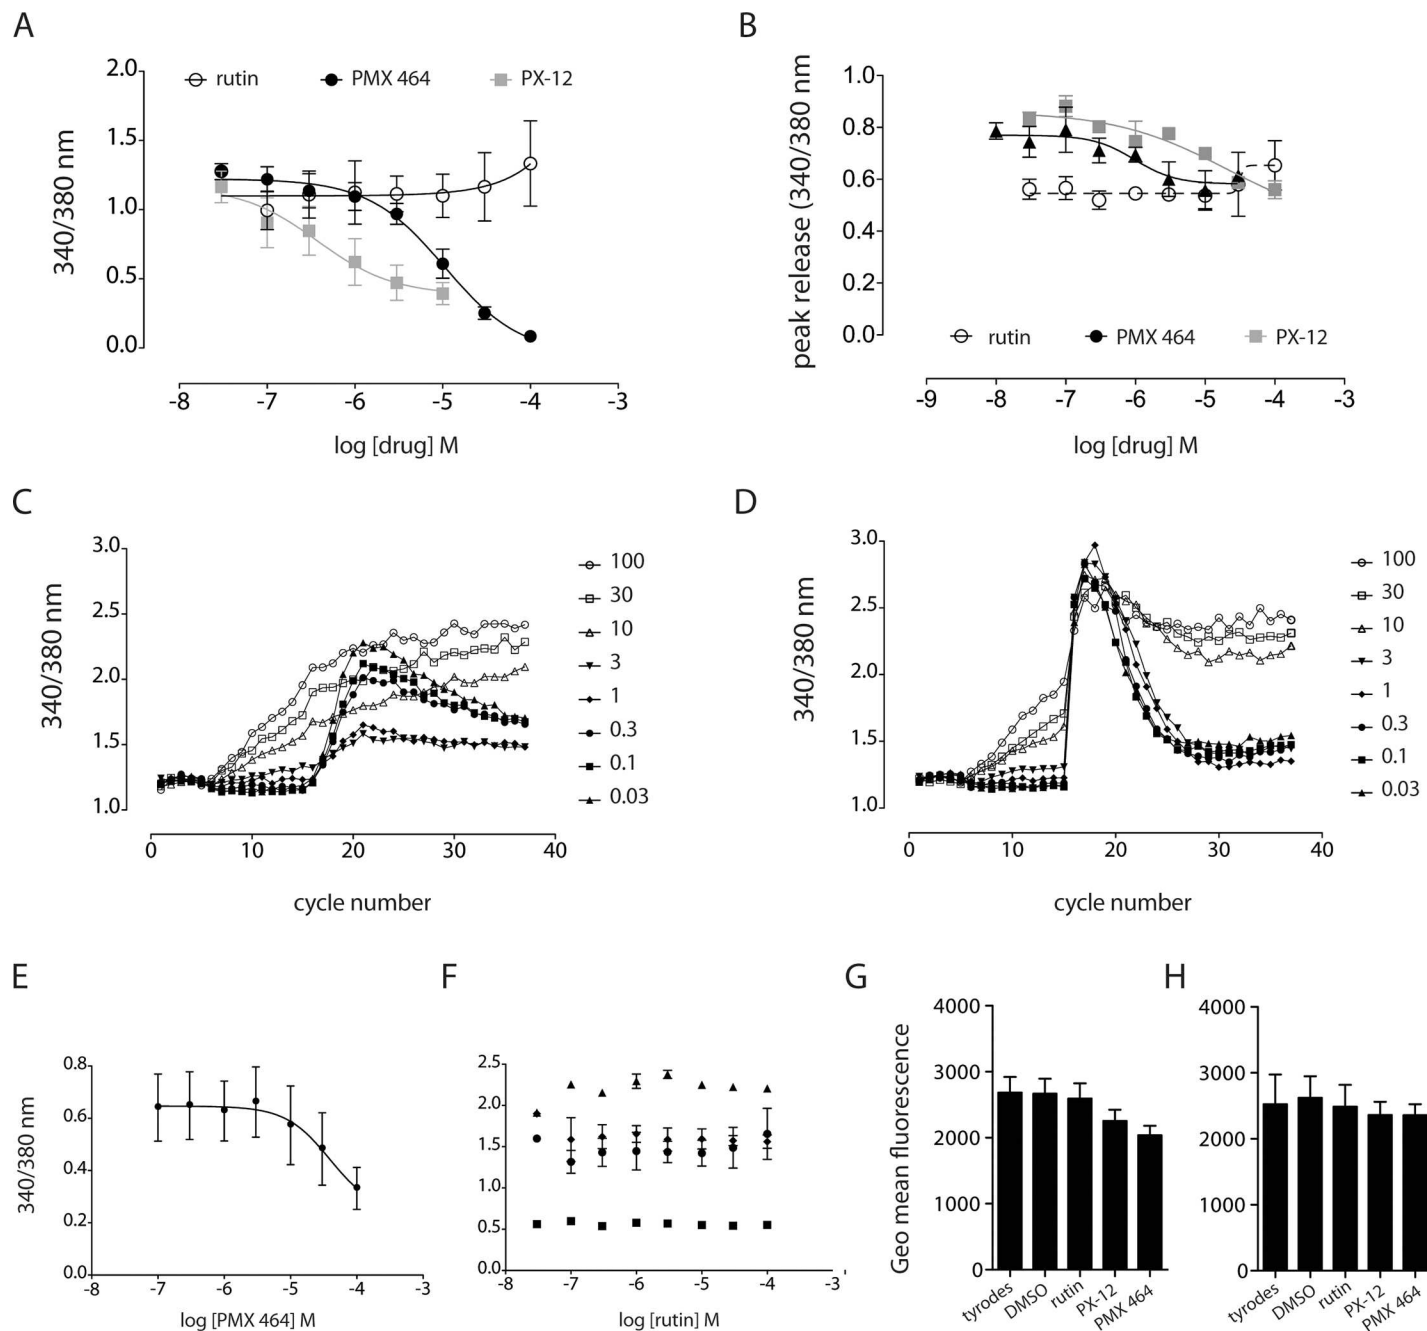 A
2.0
1.5
1.0
0.5
0.0
340/380 nm
rutin
PMX 464
PX-12
-8
-7
-6
-5
-4
-3
log [drug] M
B
1.0
0.8
0.6
0.4
0.2
0.0
peak release (340/380 nm
rutin
PMX 464
PX-12
-9
-8
-7
-6
-5
-4
-3
log [drug] M
C
3.0
2.5
2.0
1.5
1.0
340/380 nm
100
30
10
3
1
0.3
0.1
0.03
0
10
20
30
40
cycle number
D
3.0
2.5
2.0
1.5
1.0
340/380 nm
100
30
10
3
1
0.3
0.1
0.03
0
10
20
30
40
cycle number
E
0.8
0.6
0.4
0.2
0.0
340/380 nm
-8
-7
-6
-5
-4
-3
log [PMX 464] M
F
2.5
2.0
1.5
1.0
0.5
0.0
-8
-7
-6
-5
-4
-3
log [rutin] M
G
4000
3000
2000
1000
0
Geo mean fluorescence
tyrodes
DMSO
rutin
PX-12
PMX 464
H
4000
3000
2000
1000
0
tyrodes
DMSO
rutin
PX-12
PMX 464